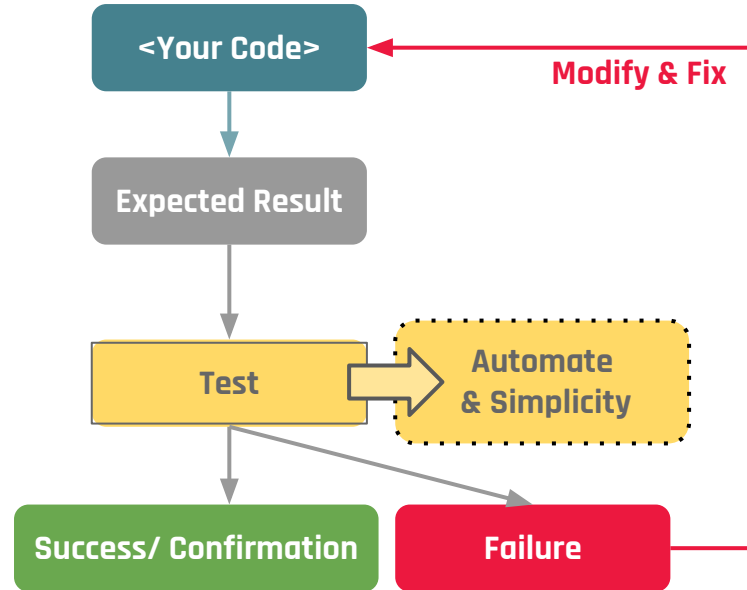 <Your Code>
Modify & Fix
Expected Result
Test
Automate
& Simplicity
Success/ Confirmation
Failure